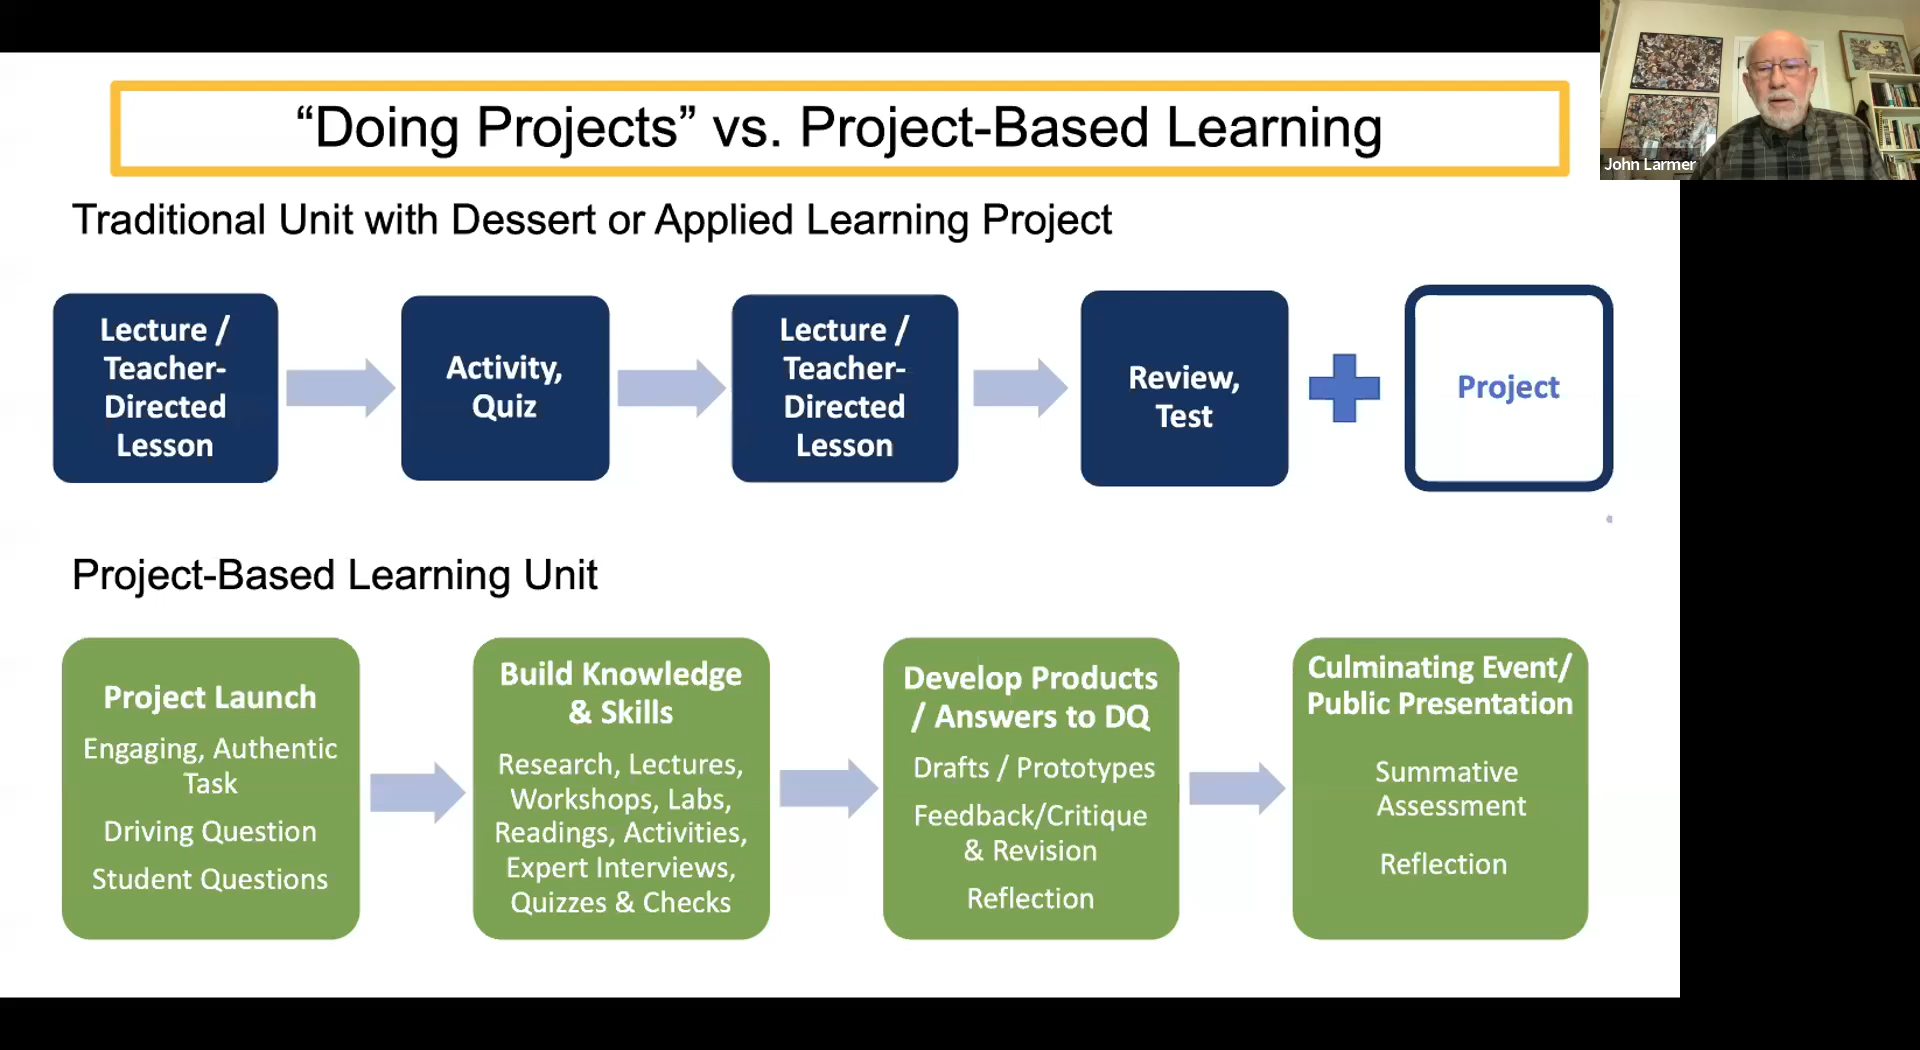 “Doing Projects” vs. Project-Based Learning
John Larmer
Traditional Unit with Dessert or Applied Learning Project
Lecture /
Teacher-
Directed
Lesson
Activity,
Quiz
Lecture /
Teacher-
Directed
Lesson
Review,
Test
Project
Project-Based Learning Unit
Project Launch
Engaging, Authentic
Task
Driving Question
Student Questions
Build Knowledge
& Skills
Research, Lectures,
Workshops, Labs,
Readings, Activities,
Expert Interviews,
Quizzes & Checks
Develop Products
/ Answers to DQ
Drafts / Prototypes
Feedback/Critique
& Revision
Reflection
Culminating Event/
Public Presentation
Summative
Assessment
Reflection